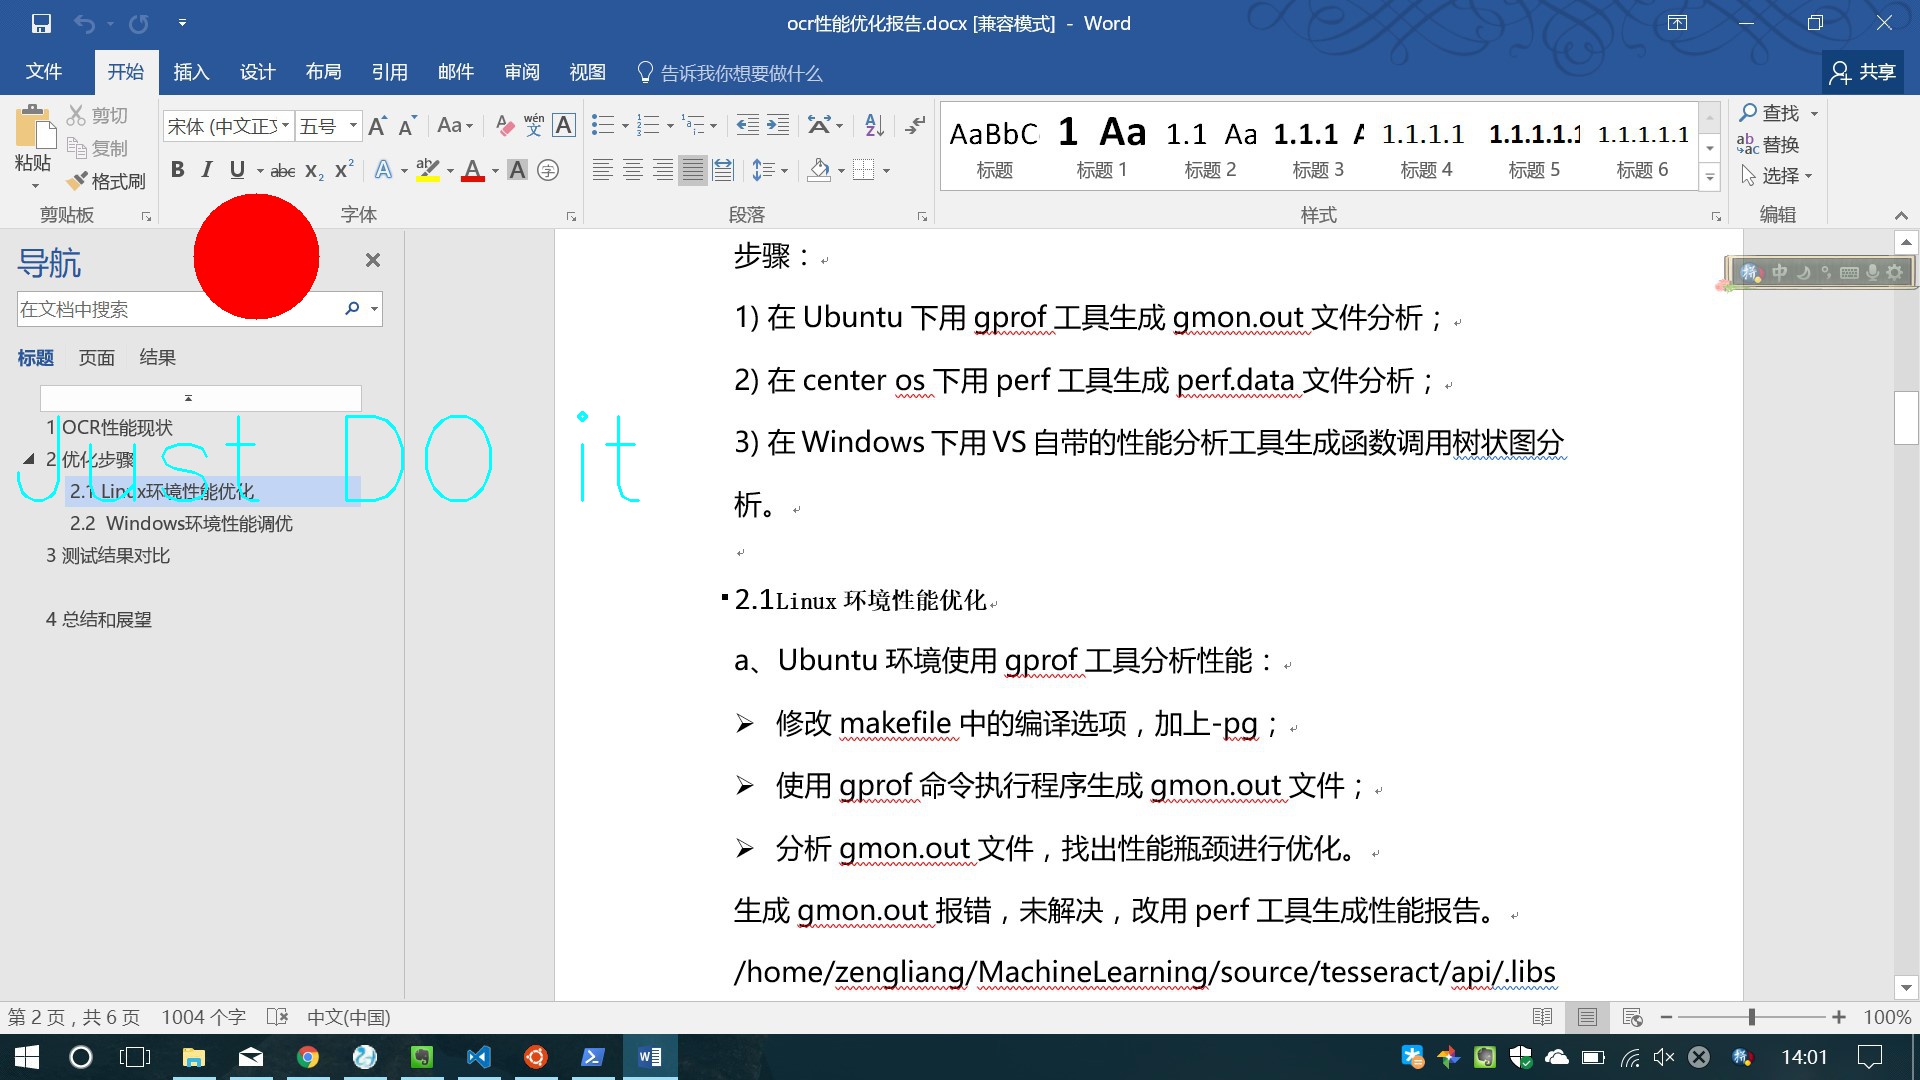 ocr性能优化报告.docx [兼容模式] - Word
文件 开始 插入 设计 布局 引用 邮件 审阅 视图 告诉我你想要做什么 共享
粘贴 剪切 复制 格式刷
宋体 (中文正文 五号
AaBbC 1 Aa 1.1 Aa 1.1.1 A 1.1.1.1 1.1.1.1.1 1.1.1.1.1
标题 标题 1 标题 2 标题 3 标题 4 标题 5 标题 6
查找 替换 选择
剪贴板 字体 段落 样式 编辑
导航
在文档中搜索
标题 页面 结果
1 OCR性能现状
2 优化步骤
2.1 Linux环境性能优化
2.2 Windows环境性能调优
3 测试结果对比
4 总结和展望
Just DO it
步骤：
1) 在 Ubuntu 下用 gprof 工具生成 gmon.out 文件分析；
2) 在 center os 下用 perf 工具生成 perf.data 文件分析；
3) 在 Windows 下用 VS 自带的性能分析工具生成函数调用树状图分
析。
2.1Linux 环境性能优化
a、Ubuntu 环境使用 gprof 工具分析性能：
➢ 修改 makefile 中的编译选项，加上-pg；
➢ 使用 gprof 命令执行程序生成 gmon.out 文件；
➢ 分析 gmon.out 文件，找出性能瓶颈进行优化。
生成 gmon.out 报错，未解决，改用 perf 工具生成性能报告。
/home/zengliang/MachineLearning/source/tesseract/api/.libs
第 2 页，共 6 页 1004 个字 中文(中国) 100%
14:01